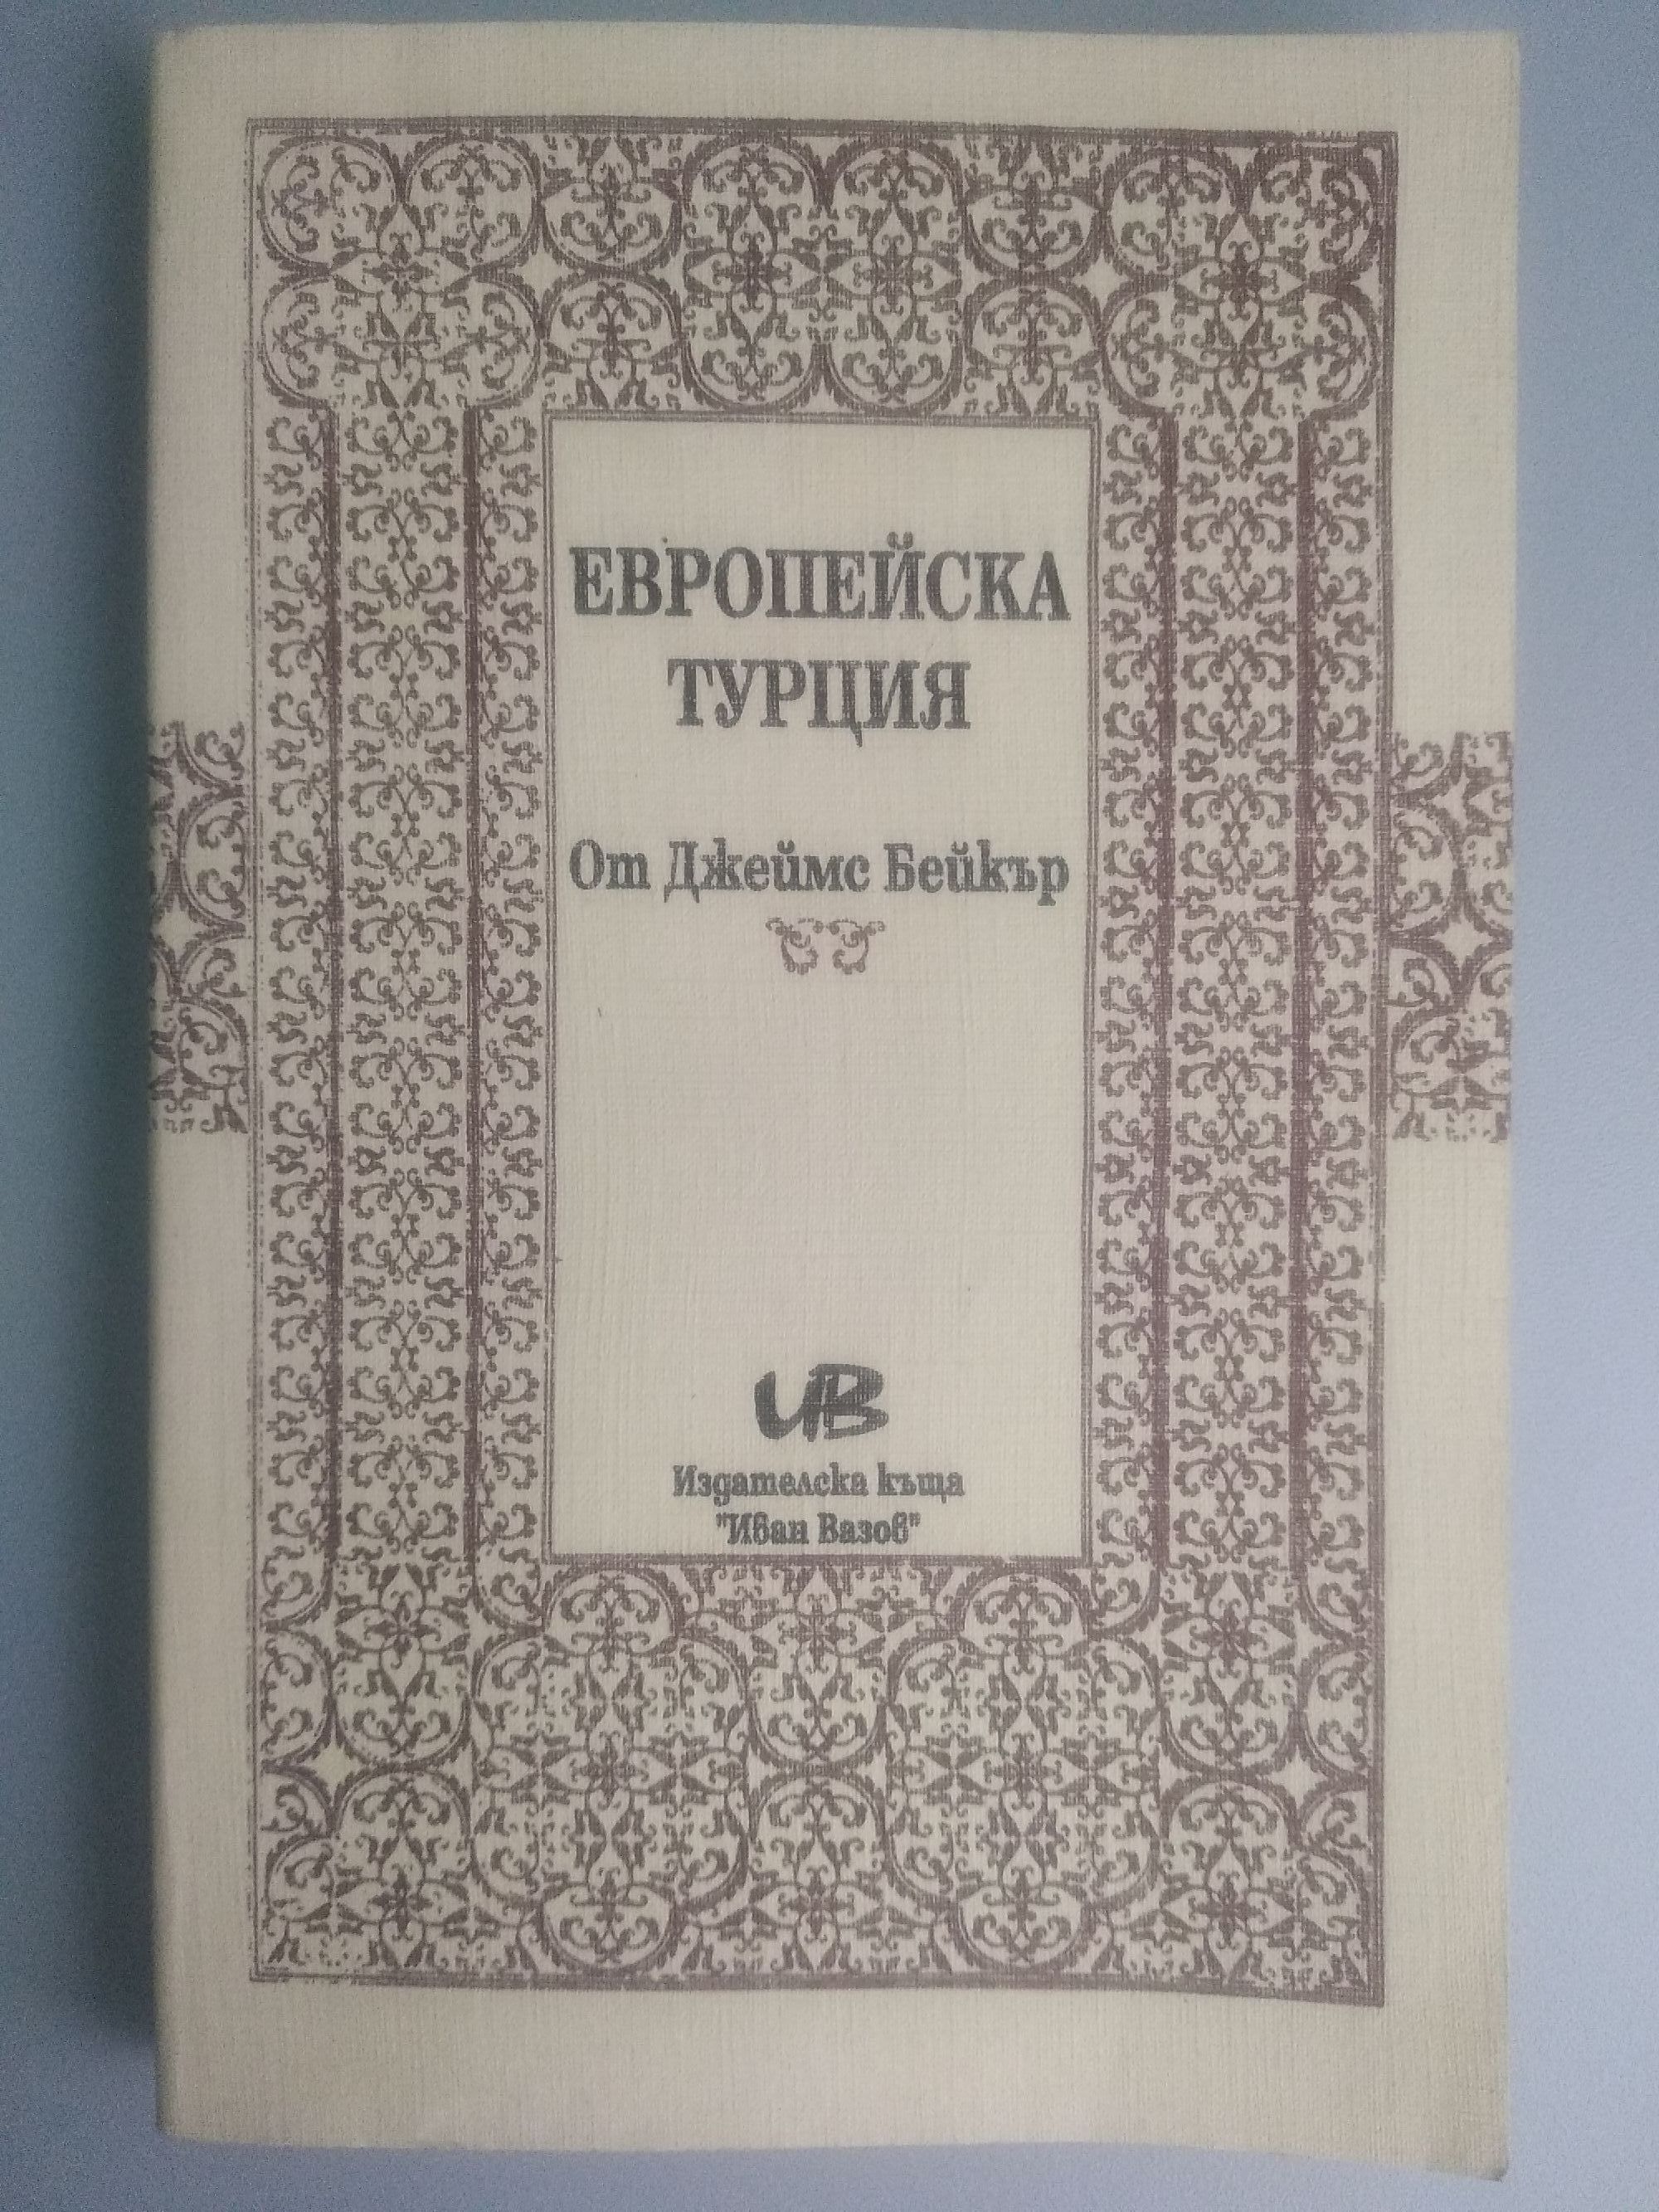 ЕВРОПЕЙСКА
ТУРЦИЯ
От Джеймс Бейкър
ИВ
Издателска къща
"Иван Вазов"